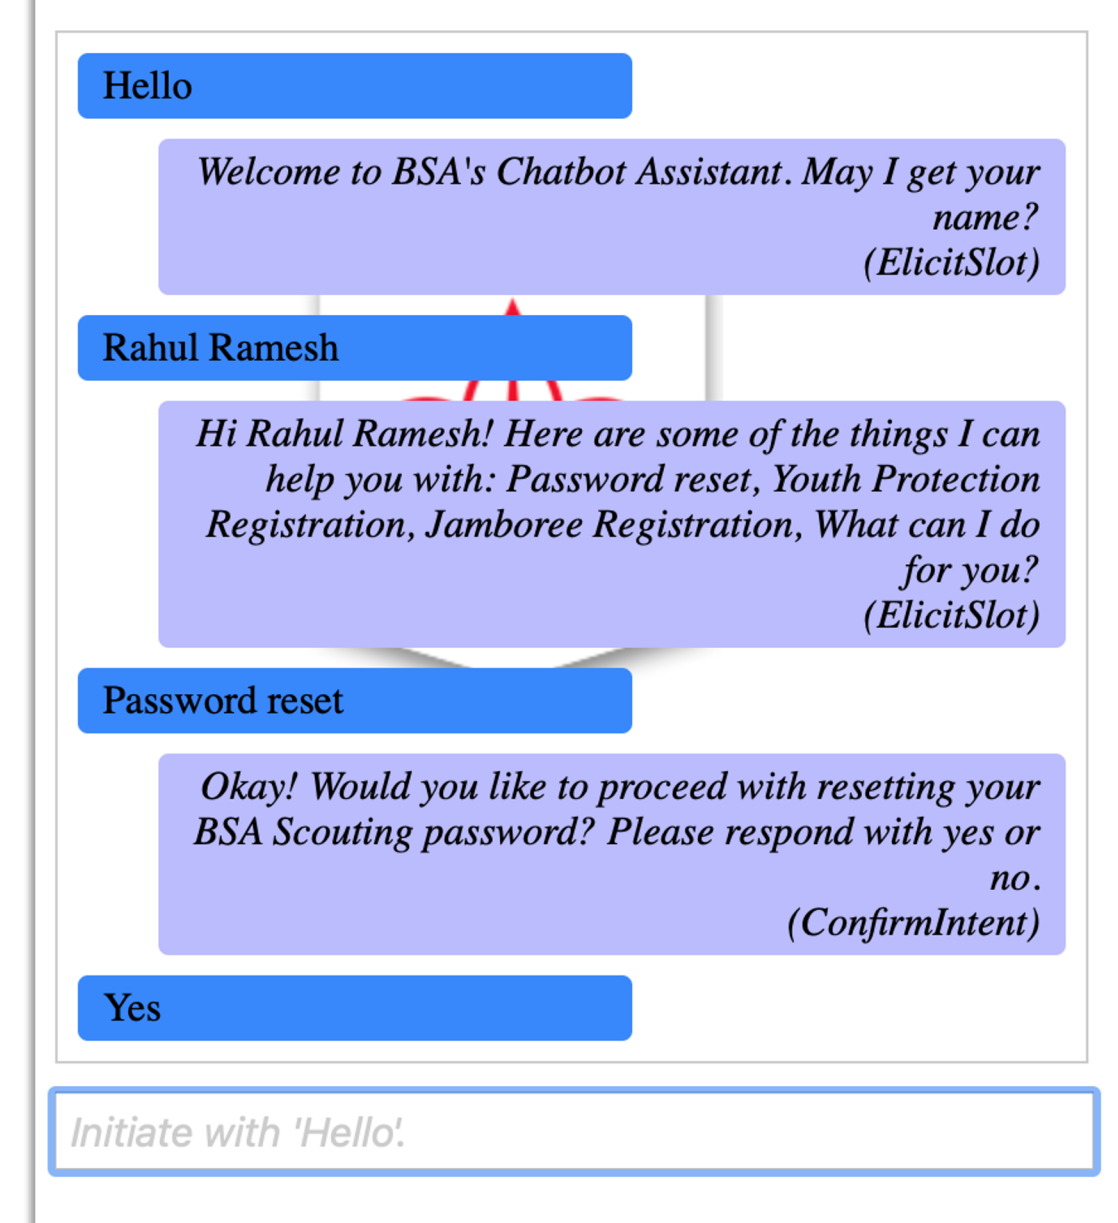 Hello
Welcome to BSA's Chatbot Assistant. May I get your
name?
(ElicitSlot)
Rahul Ramesh
Hi Rahul Ramesh! Here are some of the things I can
help you with: Password reset, Youth Protection
Registration, Jamboree Registration, What can I do
for you?
(ElicitSlot)
Password reset
Okay! Would you like to proceed with resetting your
BSA Scouting password? Please respond with yes or
no.
(ConfirmIntent)
Yes
Initiate with 'Hello'.